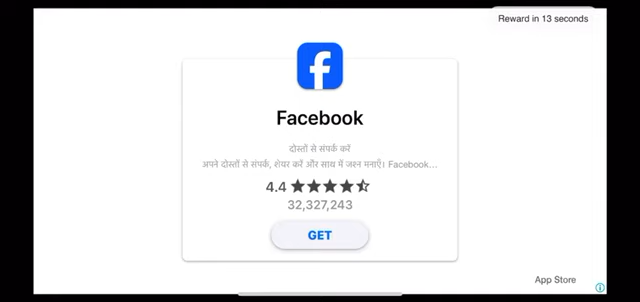 Reward in 13 seconds
Facebook
दोस्तों से संपर्क करें
अपने दोस्तों से संपर्क, शेयर करें और साथ में जश्न मनाएँ। Facebook...
4.4
32,327,243
GET
App Store